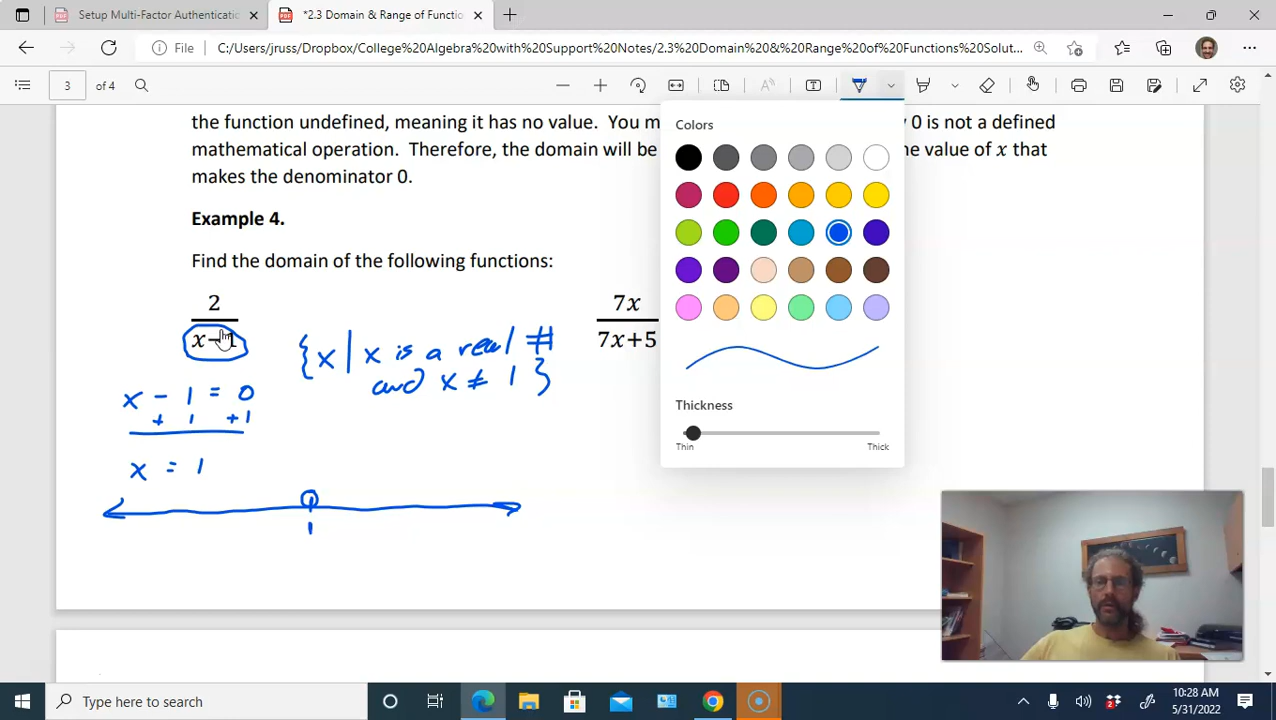 Setup Multi-Factor Authenticatic
*2.3 Domain & Range of Functio
File
C:/Users/jruss/Dropbox/College%20Algebra%20with%20Support%20Notes/2.3%20Domain%20&%20Range%20of%20Functions%20Solut...
3 of 4
the function undefined, meaning it has no value. You m y 0 is not a defined
mathematical operation. Therefore, the domain will be e value of x that
makes the denominator 0.
Example 4.
Find the domain of the following functions:
2
x−1
7x
7x+5
{x | x is a real #
and x ≠ 1 }
x − 1 = 0
+ 1 +1
x = 1
1
Colors
Thickness
Thin Thick
Type here to search
2
10:28 AM
5/31/2022